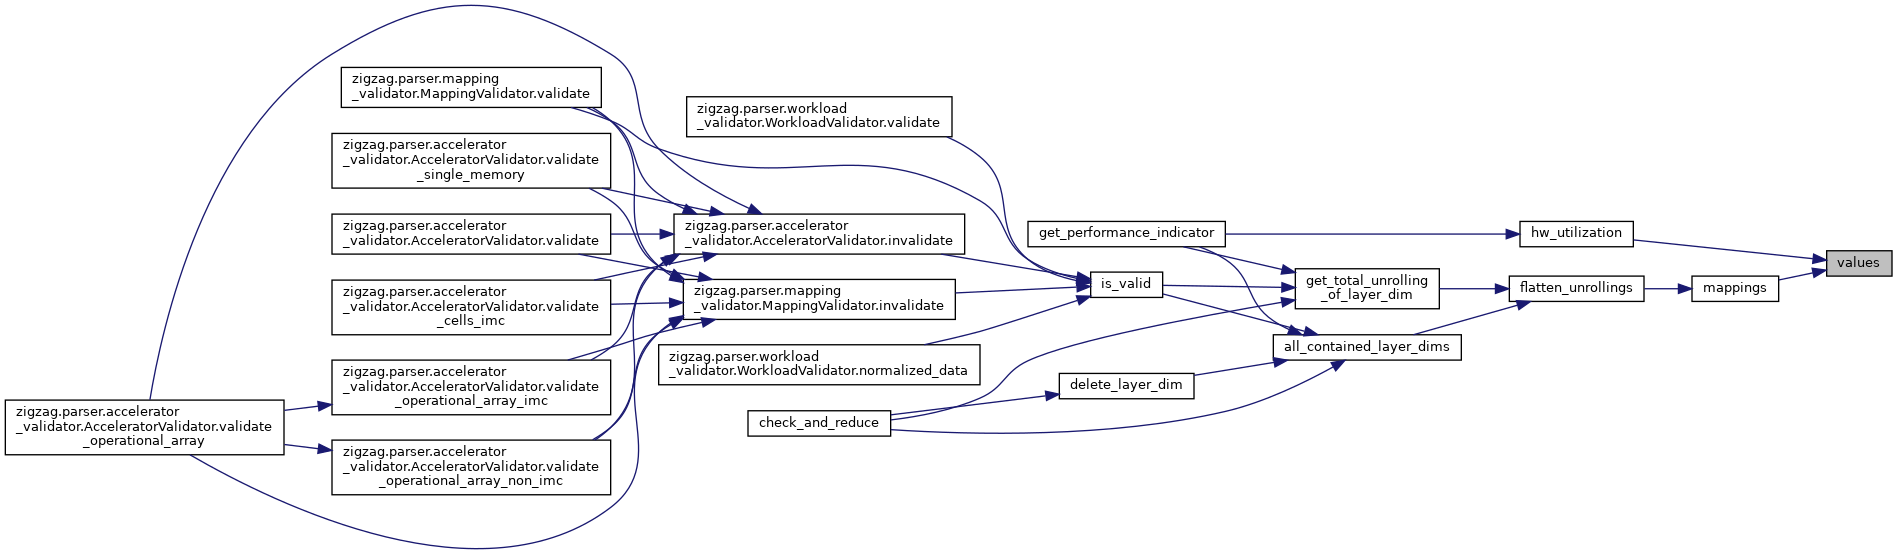 zigzag.parser.mapping
_validator.MappingValidator.validate
zigzag.parser.accelerator
_validator.AcceleratorValidator.validate
_single_memory
zigzag.parser.accelerator
_validator.AcceleratorValidator.validate
zigzag.parser.accelerator
_validator.AcceleratorValidator.validate
_cells_imc
zigzag.parser.accelerator
_validator.AcceleratorValidator.validate
_operational_array_imc
zigzag.parser.accelerator
_validator.AcceleratorValidator.validate
_operational_array
zigzag.parser.accelerator
_validator.AcceleratorValidator.validate
_operational_array_non_imc
zigzag.parser.workload
_validator.WorkloadValidator.validate
zigzag.parser.accelerator
_validator.AcceleratorValidator.invalidate
zigzag.parser.mapping
_validator.MappingValidator.invalidate
zigzag.parser.workload
_validator.WorkloadValidator.normalized_data
check_and_reduce
get_performance_indicator
is_valid
delete_layer_dim
get_total_unrolling
_of_layer_dim
all_contained_layer_dims
hw_utilization
flatten_unrollings
mappings
values